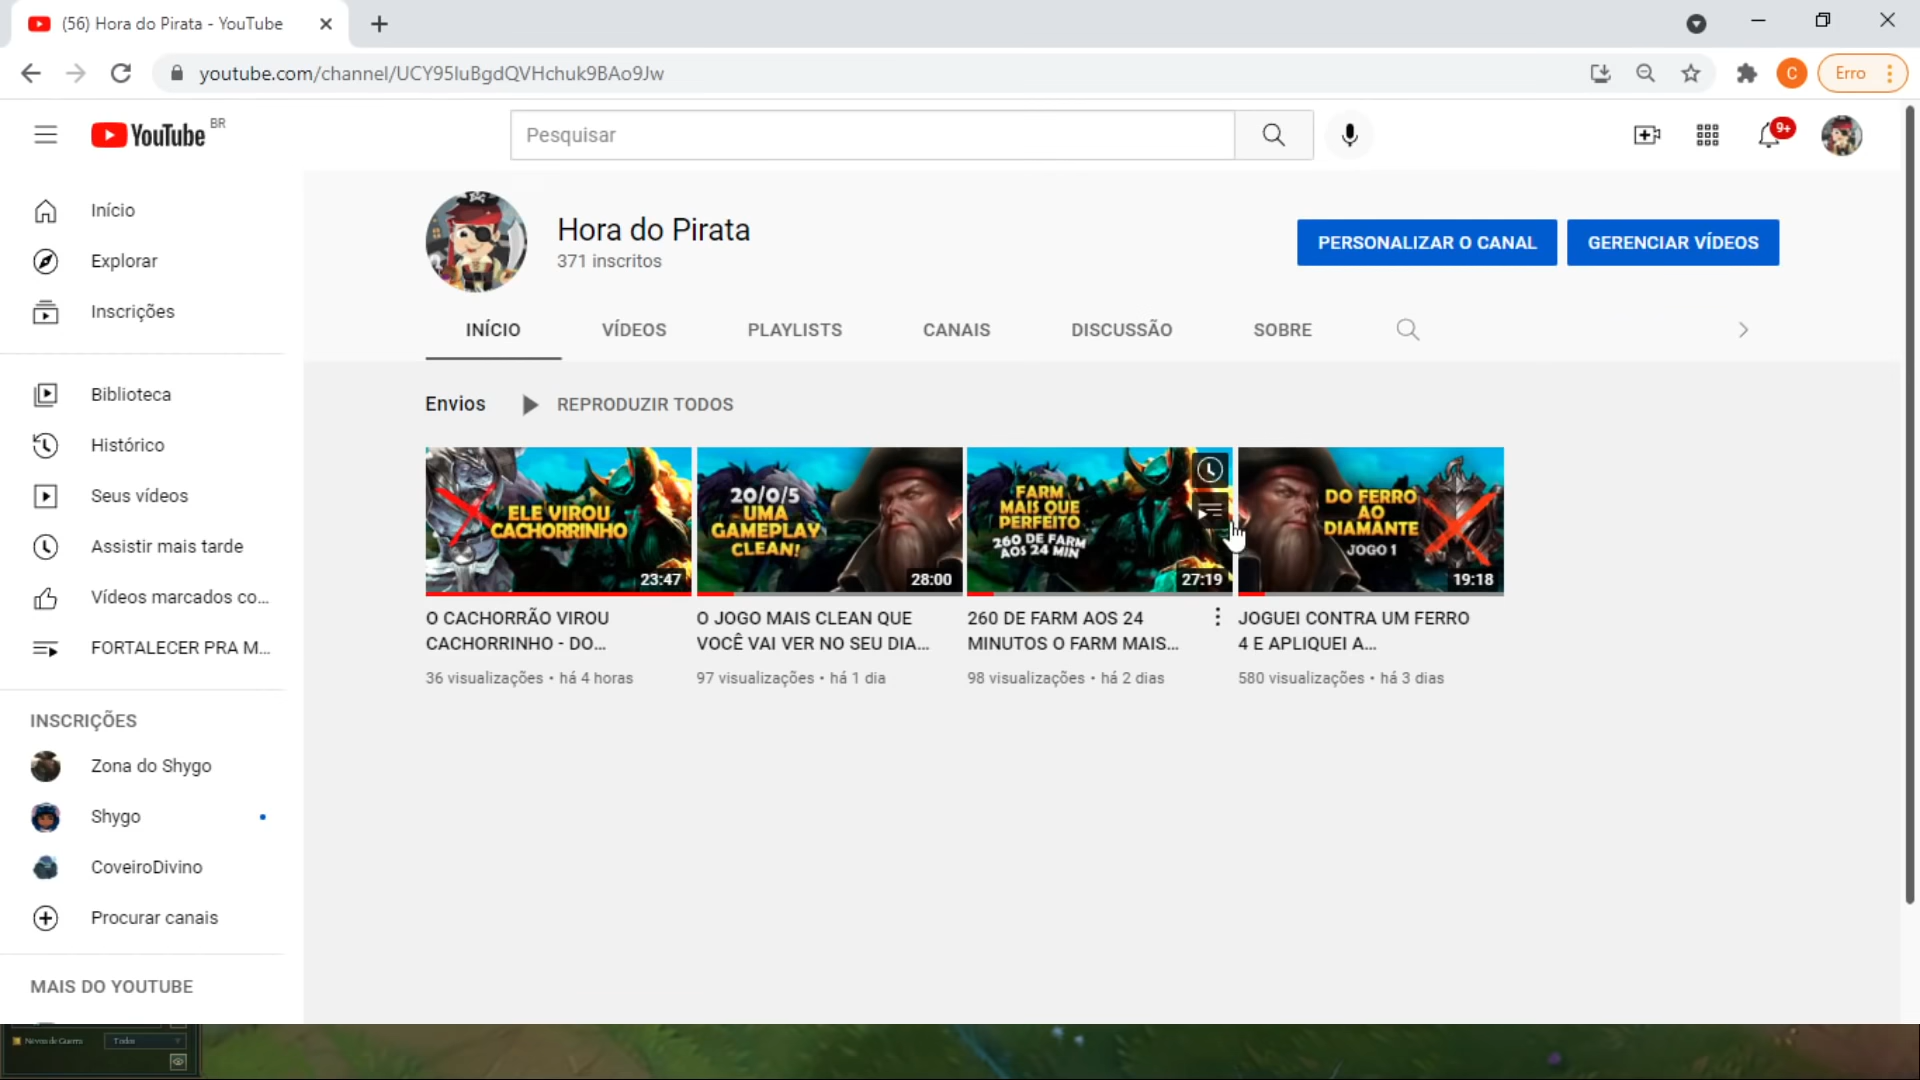 (56) Hora do Pirata - YouTube
youtube.com/channel/UCY95IuBgdQVHchuk9BAo9Jw
C
Erro
YouTube BR
Pesquisar
9+
Início
Explorar
Inscrições
Biblioteca
Histórico
Seus vídeos
Assistir mais tarde
Vídeos marcados co...
FORTALECER PRA M...
INSCRIÇÕES
Zona do Shygo
Shygo
CoveiroDivino
Procurar canais
MAIS DO YOUTUBE
Hora do Pirata
371 inscritos
PERSONALIZAR O CANAL
GERENCIAR VÍDEOS
INÍCIO
VÍDEOS
PLAYLISTS
CANAIS
DISCUSSÃO
SOBRE
Envios
REPRODUZIR TODOS
ELE VIROU
CACHORRINHO
23:47
O CACHORRÃO VIROU
CACHORRINHO - DO...
36 visualizações • há 4 horas
20/0/5
UMA
GAMEPLAY
CLEAN!
28:00
O JOGO MAIS CLEAN QUE
VOCÊ VAI VER NO SEU DIA...
97 visualizações • há 1 dia
FARM
MAIS QUE
PERFEITO
260 DE FARM
AOS 24 MIN
27:19
260 DE FARM AOS 24
MINUTOS O FARM MAIS...
98 visualizações • há 2 dias
DO FERRO
AO
DIAMANTE
JOGO 1
19:18
JOGUEI CONTRA UM FERRO
4 E APLIQUEI A...
580 visualizações • há 3 dias
Névoa de Guerra
Todos